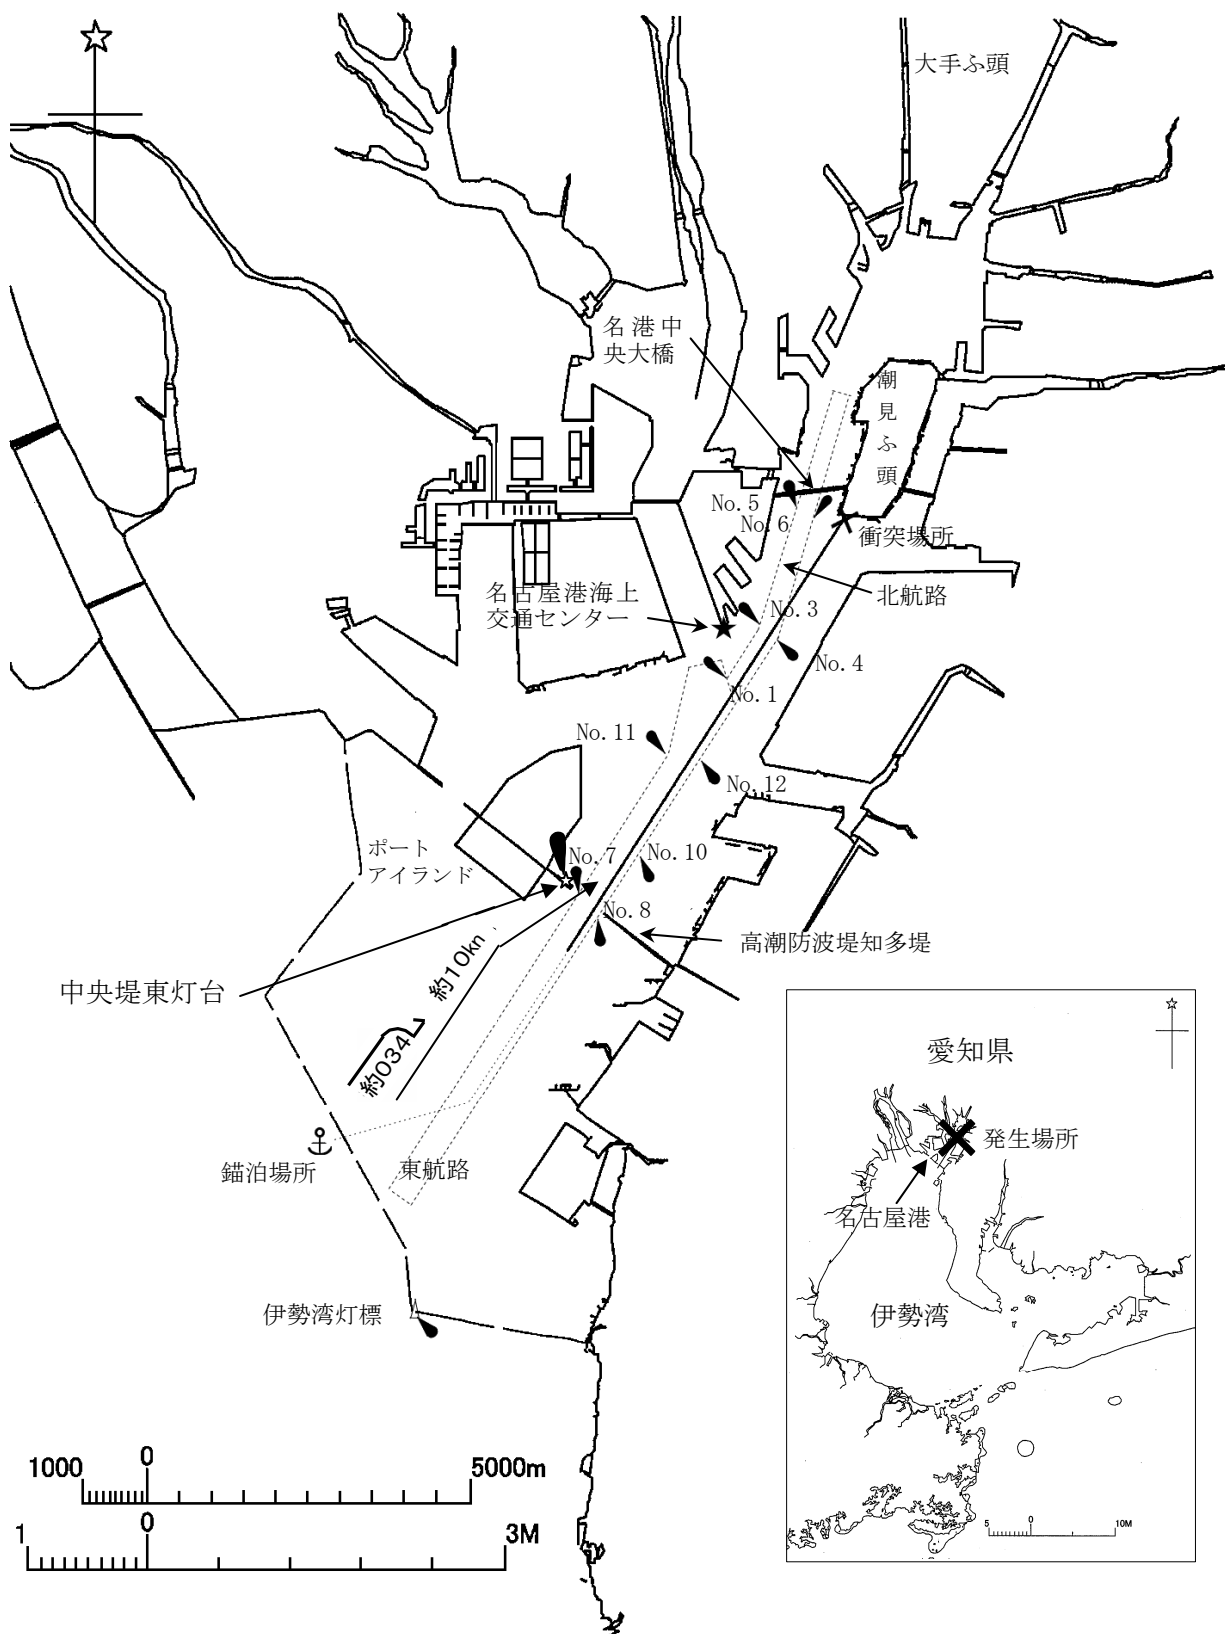 大手ふ頭
名港中
央大橋
潮見ふ頭
No.5
No.6
衝突場所
北航路
名古屋港海上
交通センター
No.3
No.4
No.1
No.11
No.12
ポート
アイランド
No.7
No.10
No.8
高潮防波堤知多堤
中央堤東灯台
約10kn
約034
錨泊場所
東航路
伊勢湾灯標
愛知県
発生場所
名古屋港
伊勢湾
5 0 10M
1000 0 5000m
1 0 3M